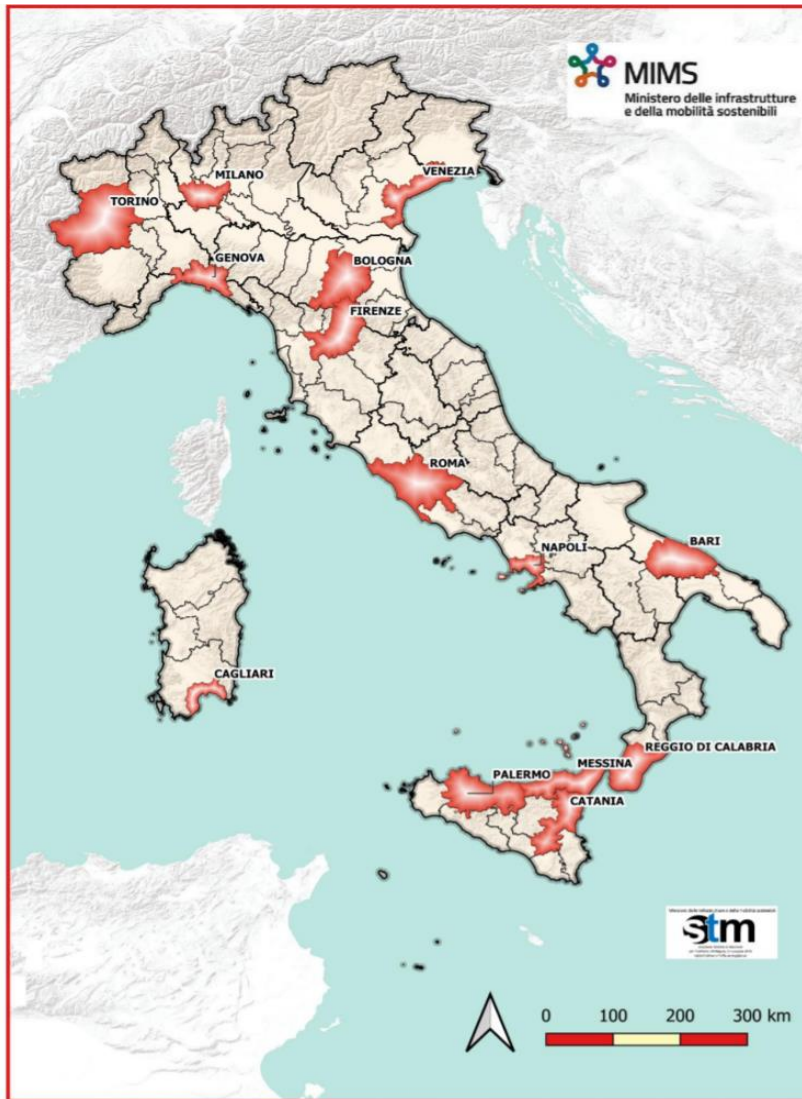 MIMS
Ministero delle infrastrutture
e della mobilità sostenibili
MILANO
VENEZIA
TORINO
GENOVA
BOLOGNA
FIRENZE
ROMA
NAPOLI
BARI
CAGLIARI
REGGIO DI CALABRIA
MESSINA
PALERMO
CATANIA
stm
0 100 200 300 km